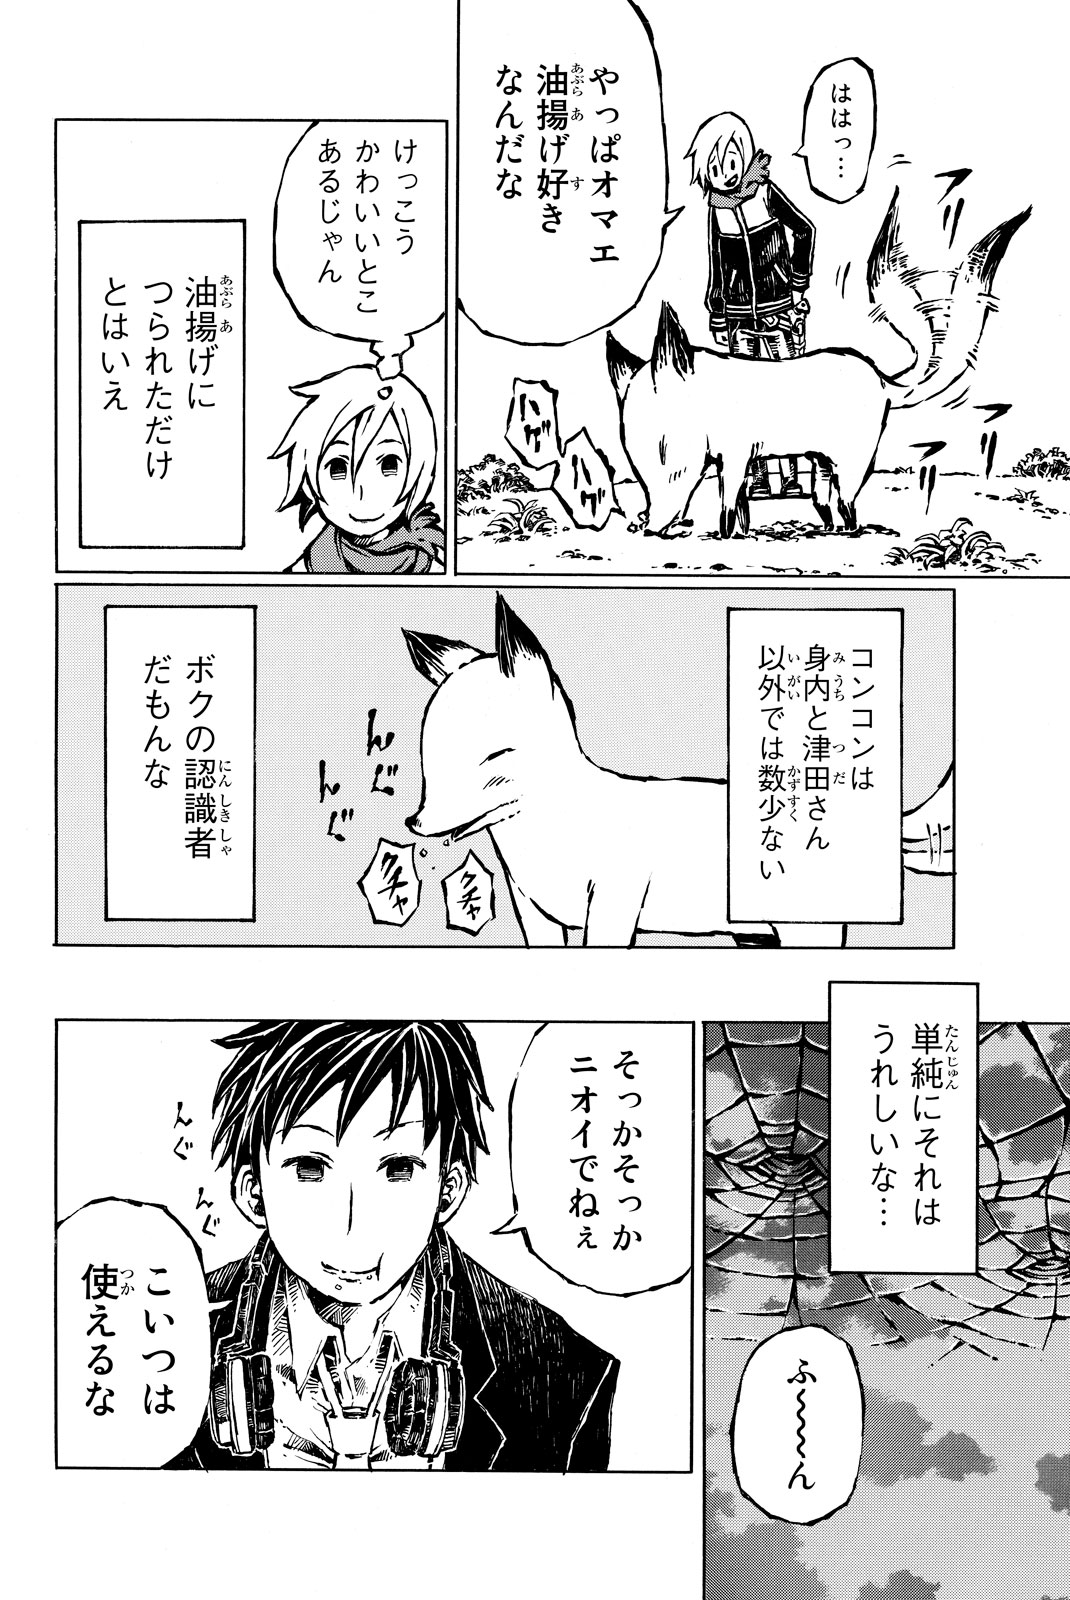 ははっ…
やっぱオマエ
油揚げ好き
なんだな
ハグ
ハグ
けっこう
かわいいとこ
あるじゃん
油揚げに
つられただけ
とはいえ
コンコンは
身内と津田さん
以外では数少ない
んぐ
んぐ
クチャ
クチャ
ボクの認識者
だもんな
単純にそれは
うれしいな…
ふ～～～ん
そっかそっか
ニオイでねぇ
んぐ
んぐ
こいつは
使えるな